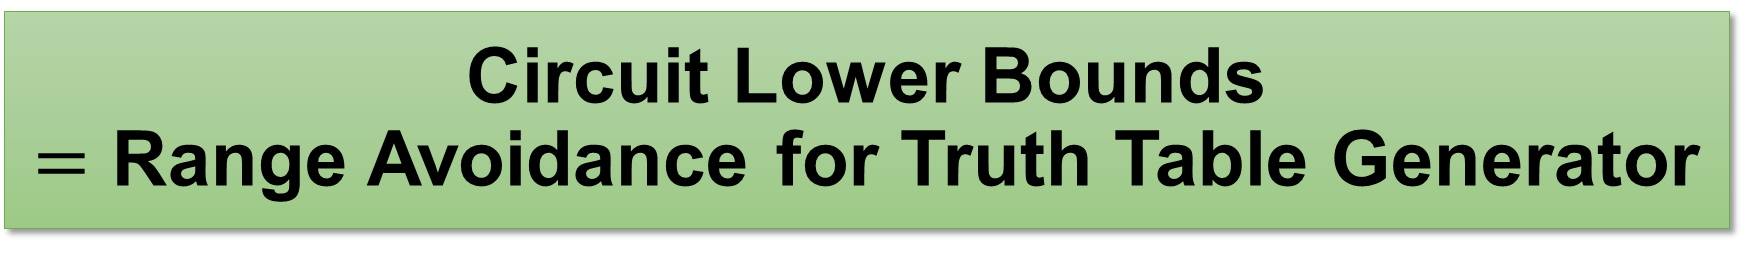 Circuit Lower Bounds
= Range Avoidance for Truth Table Generator